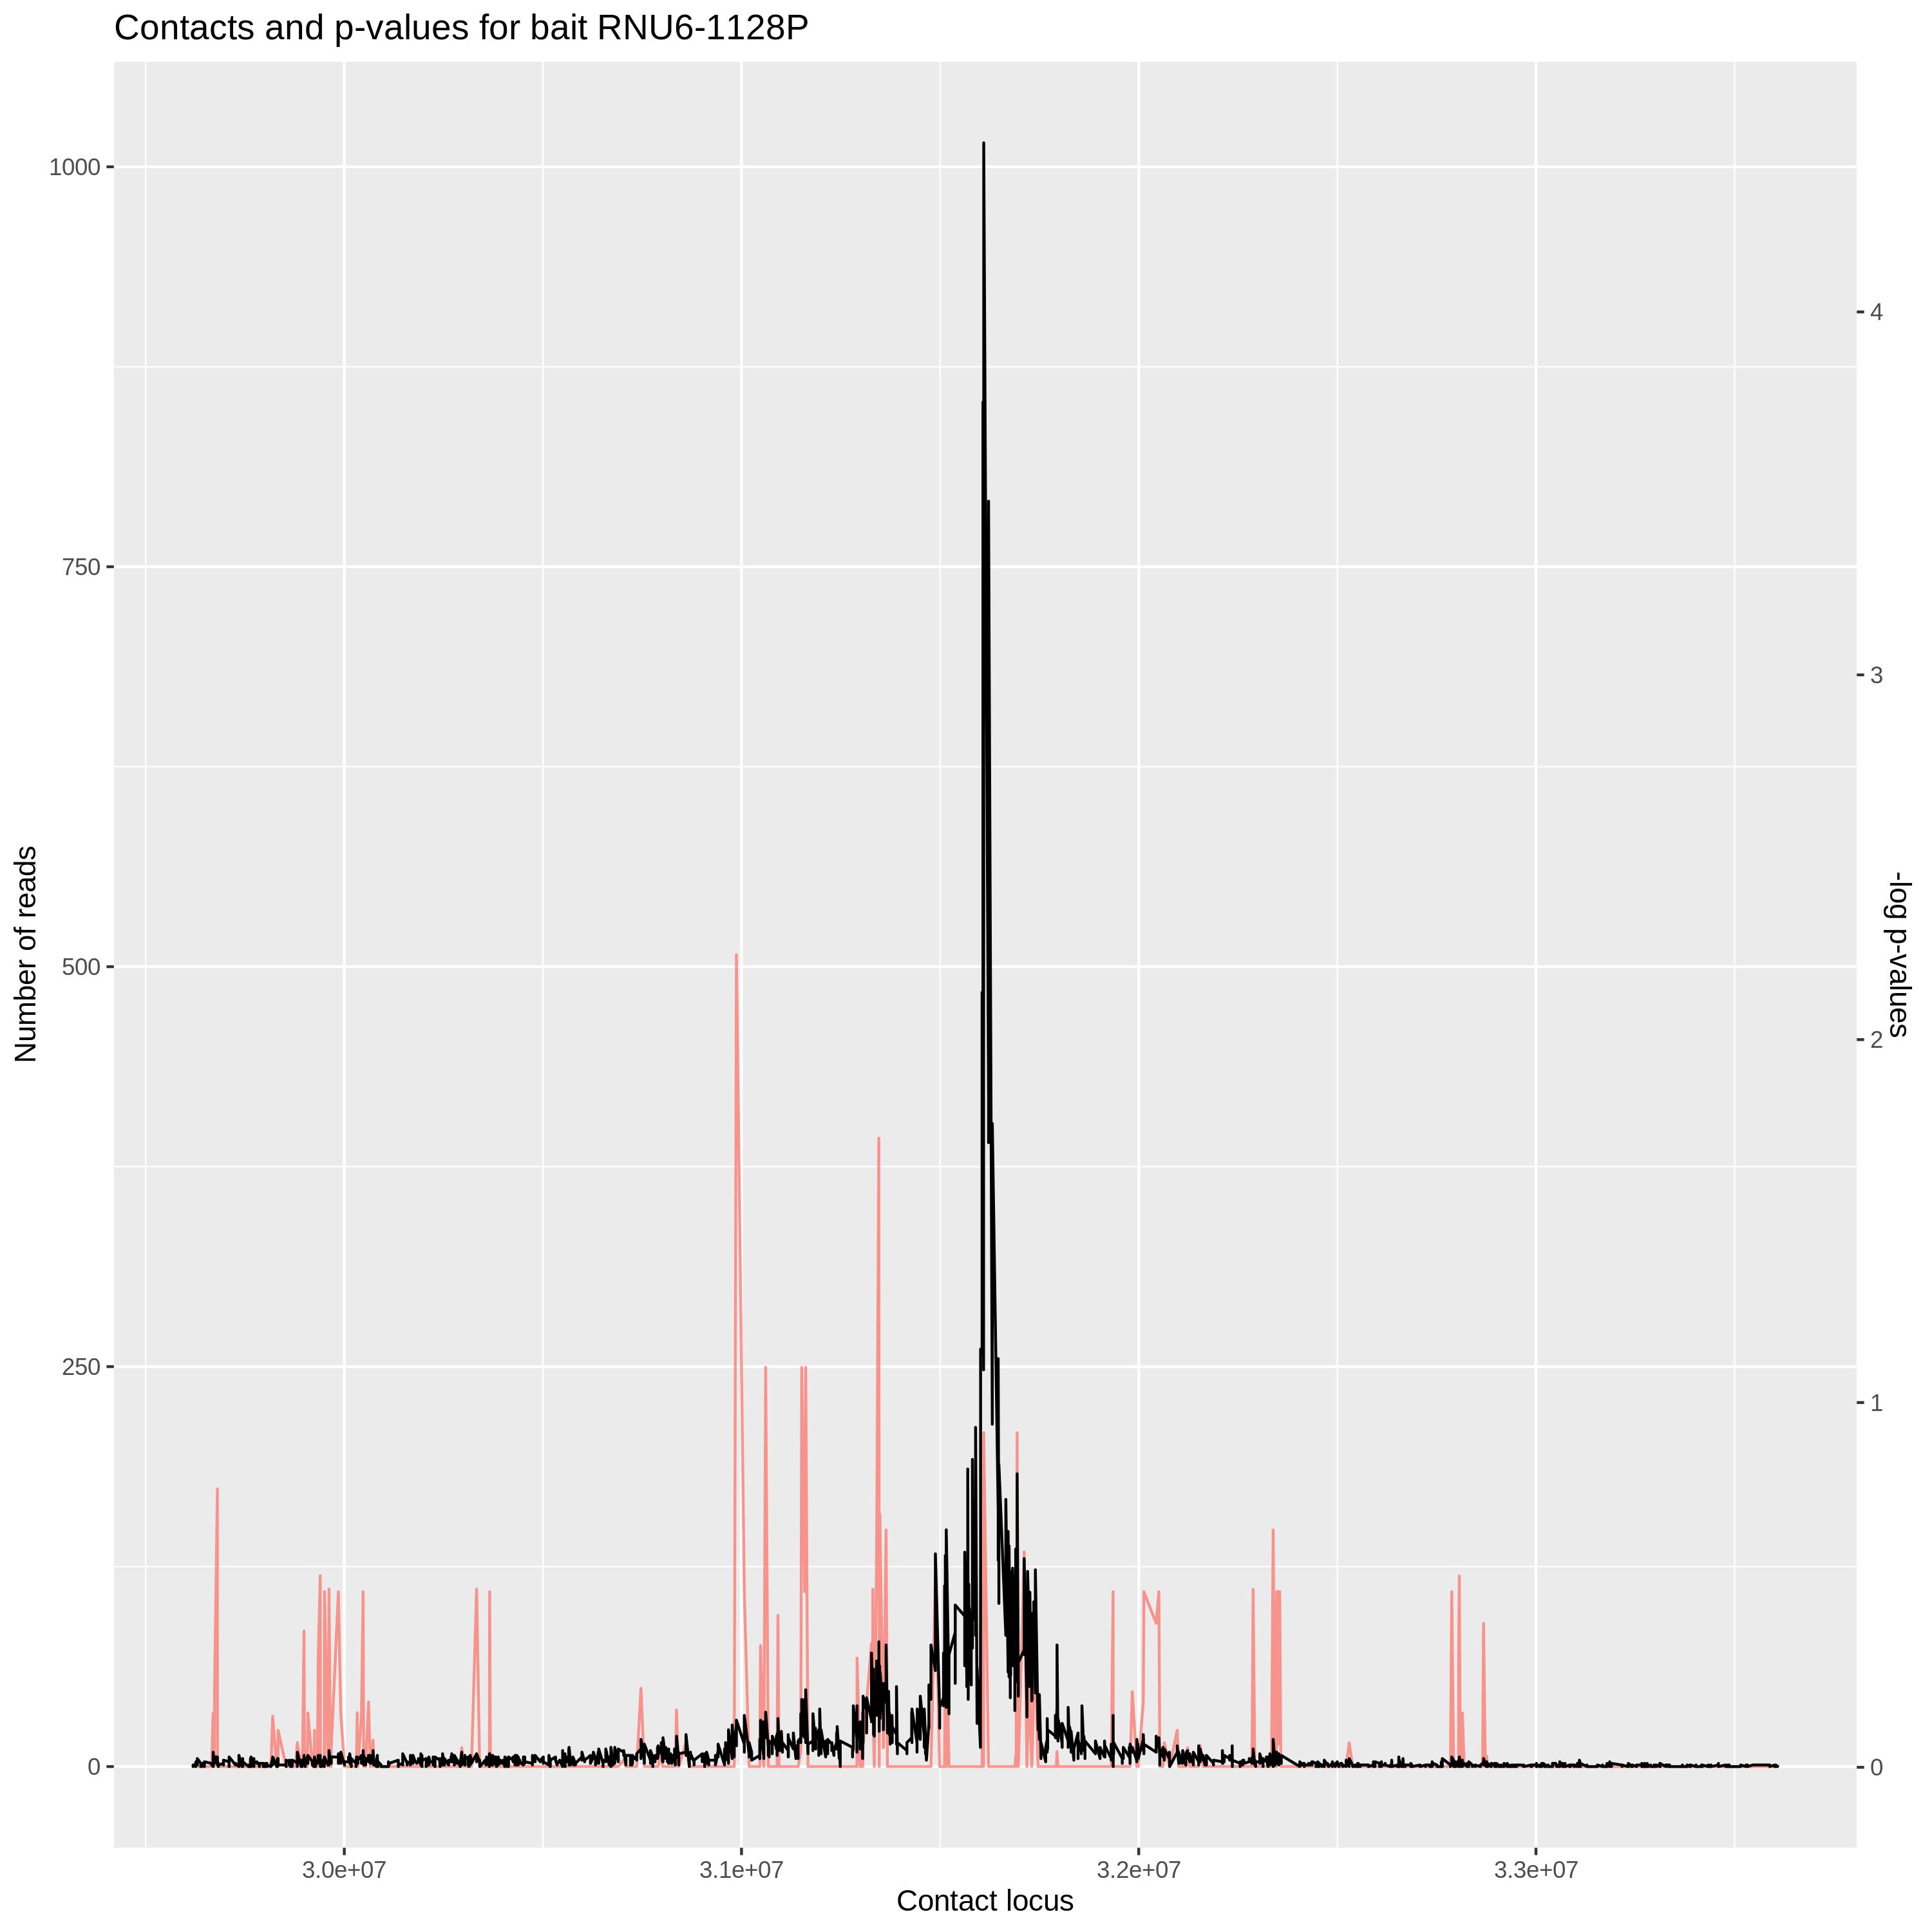 Contacts and p-values for bait RNU6-1128P
1000
750
500
250
0
Number of reads
4
3
2
1
0
-log p-values
3.0e+07
3.1e+07
3.2e+07
3.3e+07
Contact locus